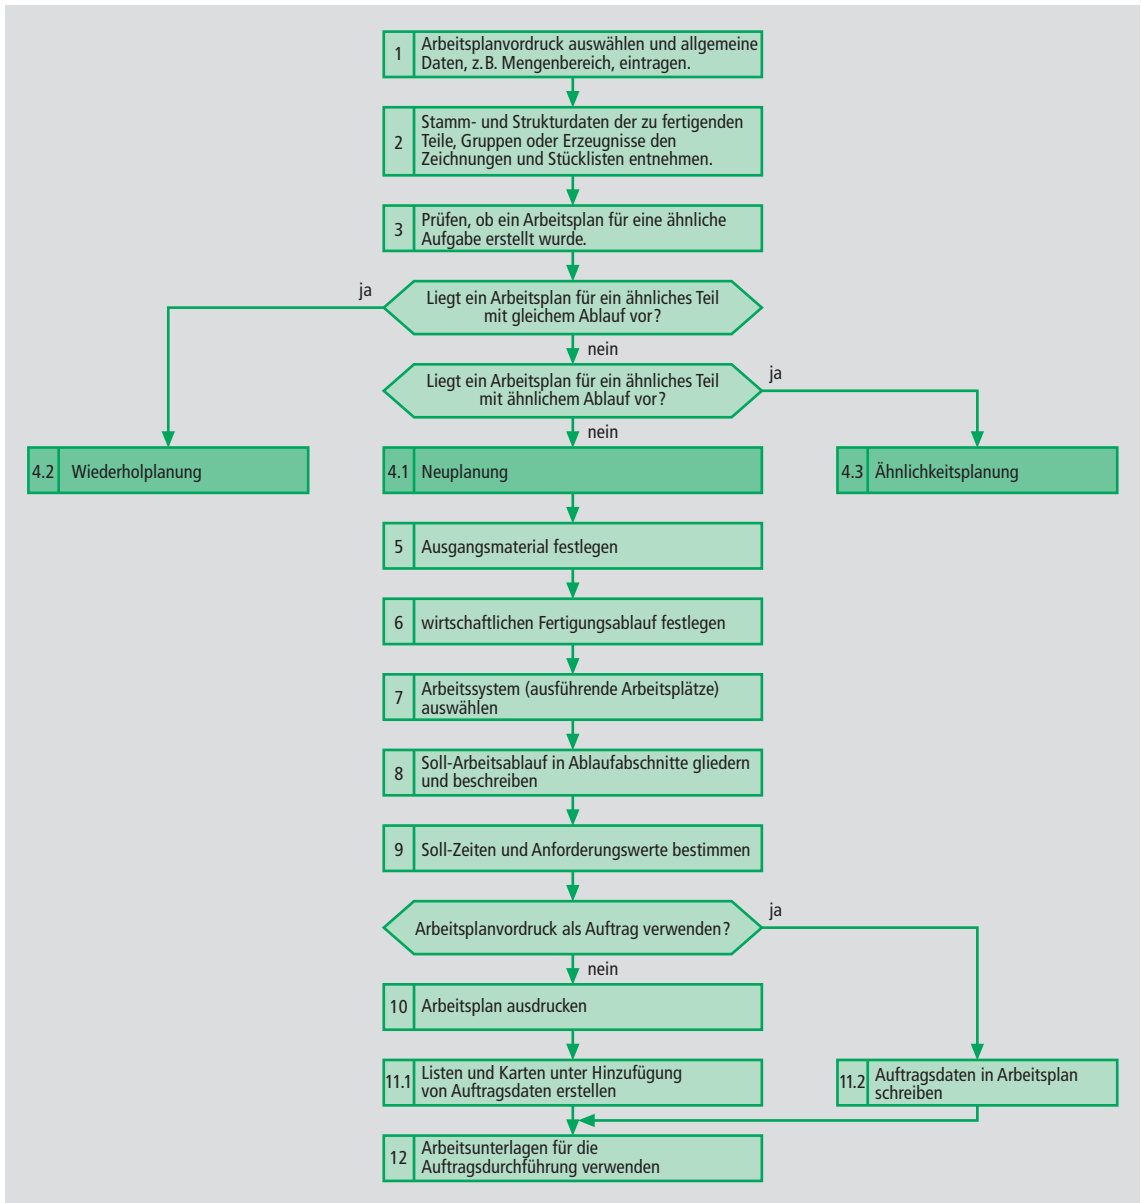 1
Arbeitsplanvordruck auswählen und allgemeine
Daten, z. B. Mengenbereich, eintragen.
2
Stamm- und Strukturdaten der zu fertigenden
Teile, Gruppen oder Erzeugnisse den
Zeichnungen und Stücklisten entnehmen.
3
Prüfen, ob ein Arbeitsplan für eine ähnliche
Aufgabe erstellt wurde.
ja
Liegt ein Arbeitsplan für ein ähnliches Teil
mit gleichem Ablauf vor?
nein
Liegt ein Arbeitsplan für ein ähnliches Teil
mit ähnlichem Ablauf vor?
ja
nein
4.2 Wiederholplanung
4.1 Neuplanung
4.3 Ähnlichkeitsplanung
5 Ausgangsmaterial festlegen
6 wirtschaftlichen Fertigungsablauf festlegen
7
Arbeitssystem (ausführende Arbeitsplätze)
auswählen
8
Soll-Arbeitsablauf in Ablaufabschnitte gliedern
und beschreiben
9 Soll-Zeiten und Anforderungswerte bestimmen
Arbeitsplanvordruck als Auftrag verwenden?
ja
nein
10 Arbeitsplan ausdrucken
11.1
Listen und Karten unter Hinzufügung
von Auftragsdaten erstellen
11.2
Auftragsdaten in Arbeitsplan
schreiben
12
Arbeitsunterlagen für die
Auftragsdurchführung verwenden